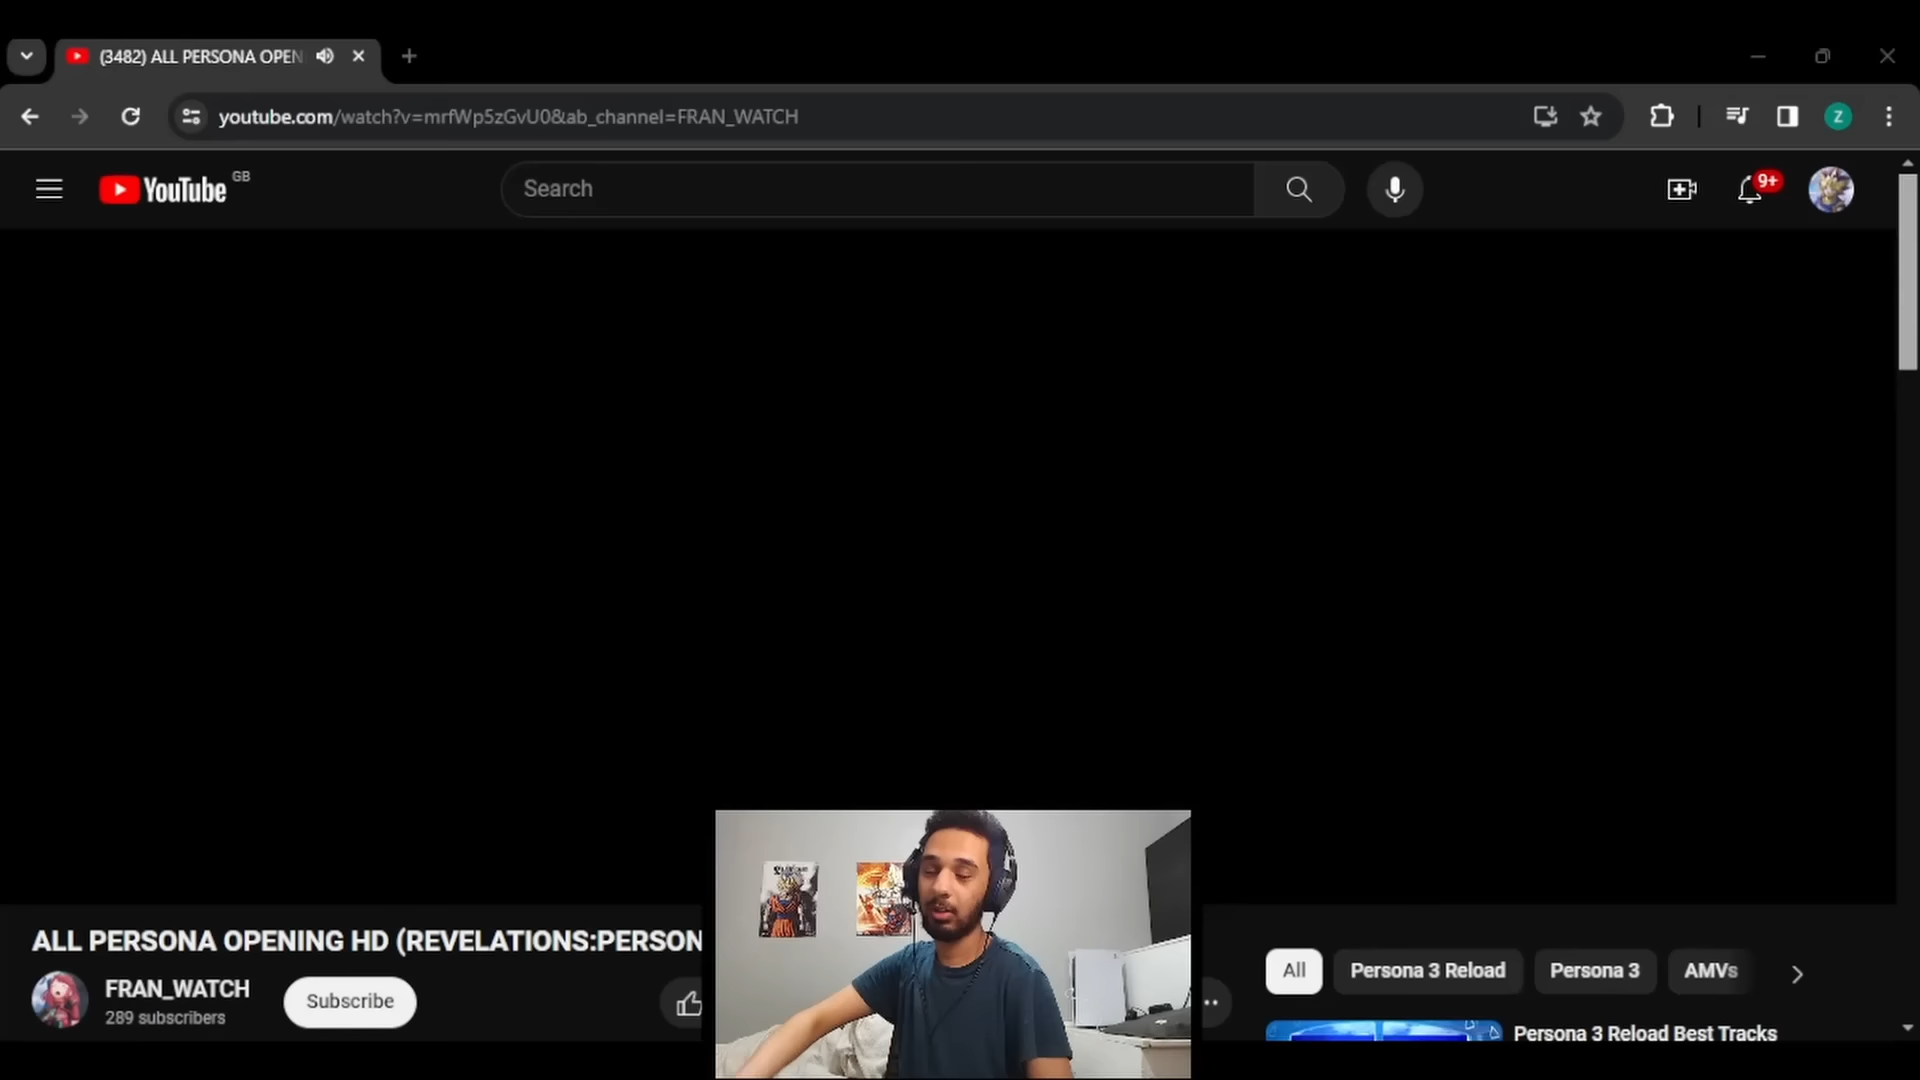 (3482) ALL PERSONA OPEN
youtube.com/watch?v=mrfWp5zGvU0&ab_channel=FRAN_WATCH
Z
YouTube GB
Search
9+
ALL PERSONA OPENING HD (REVELATIONS:PERSON
FRAN_WATCH
289 subscribers
Subscribe
All
Persona 3 Reload
Persona 3
AMVs
Persona 3 Reload Best Tracks